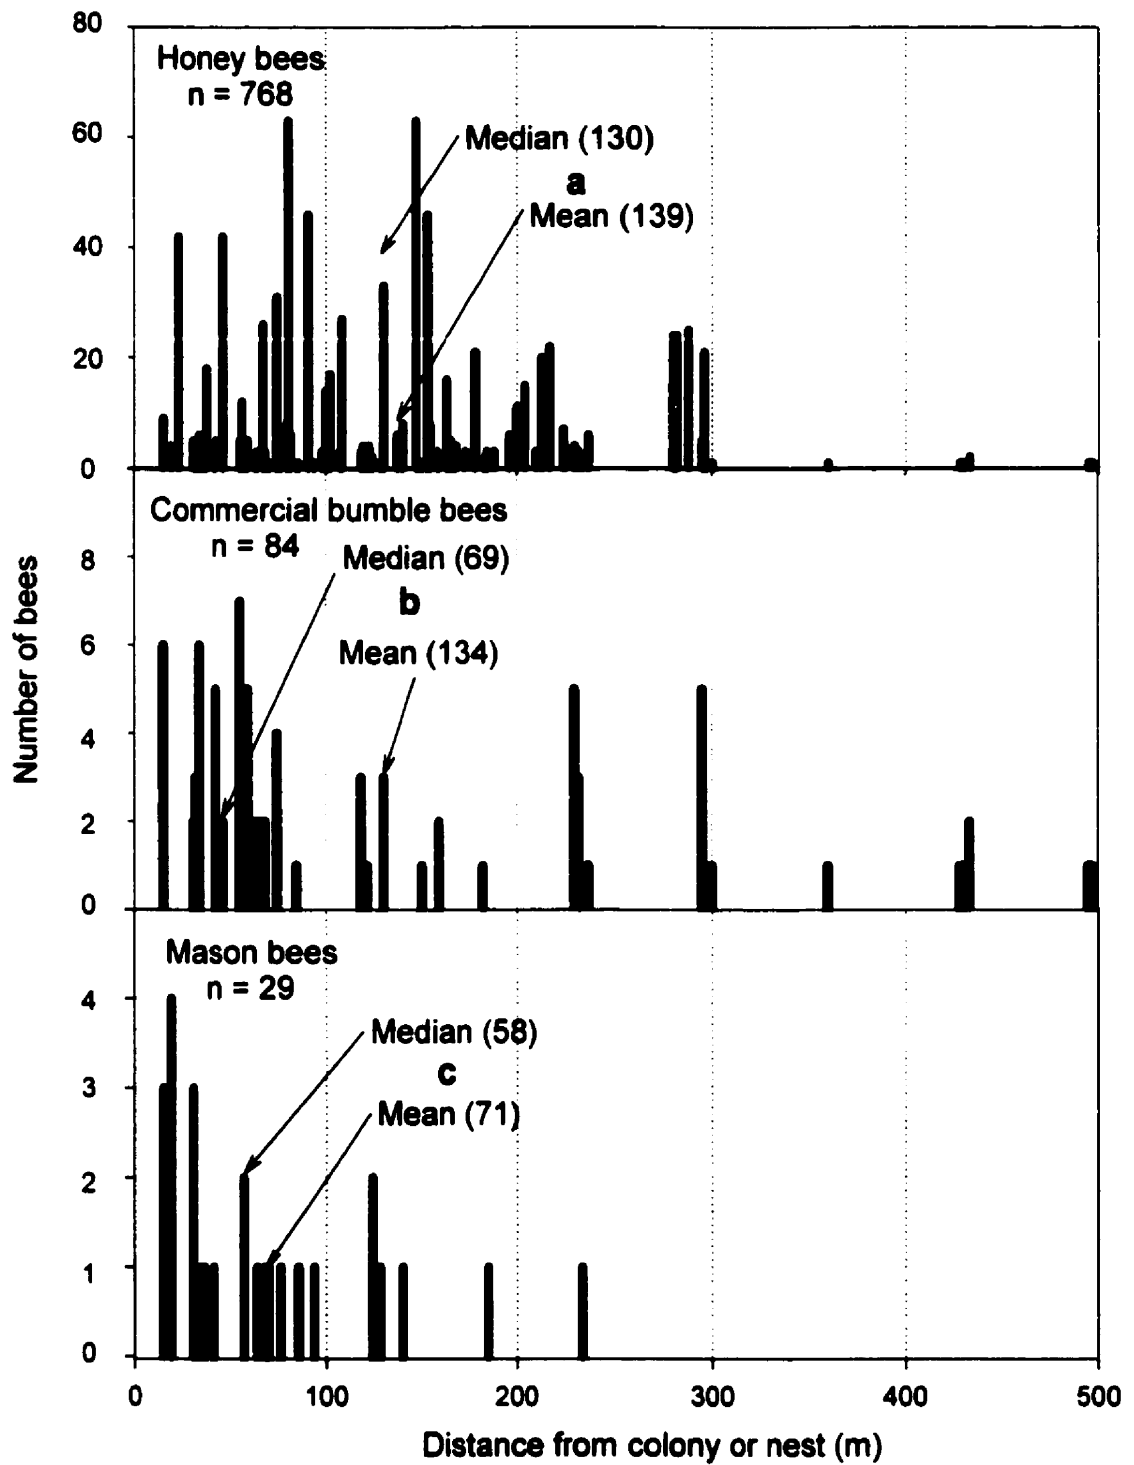 80
Honey bees
n = 768
60
Median (130)
a
Mean (139)
40
20
0
Commercial bumble bees
n = 84
Median (69)
8
b
6
Mean (134)
4
2
0
Number of bees
Mason bees
n = 29
4
Median (58)
c
3
Mean (71)
2
1
0
0 100 200 300 400 500
Distance from colony or nest (m)